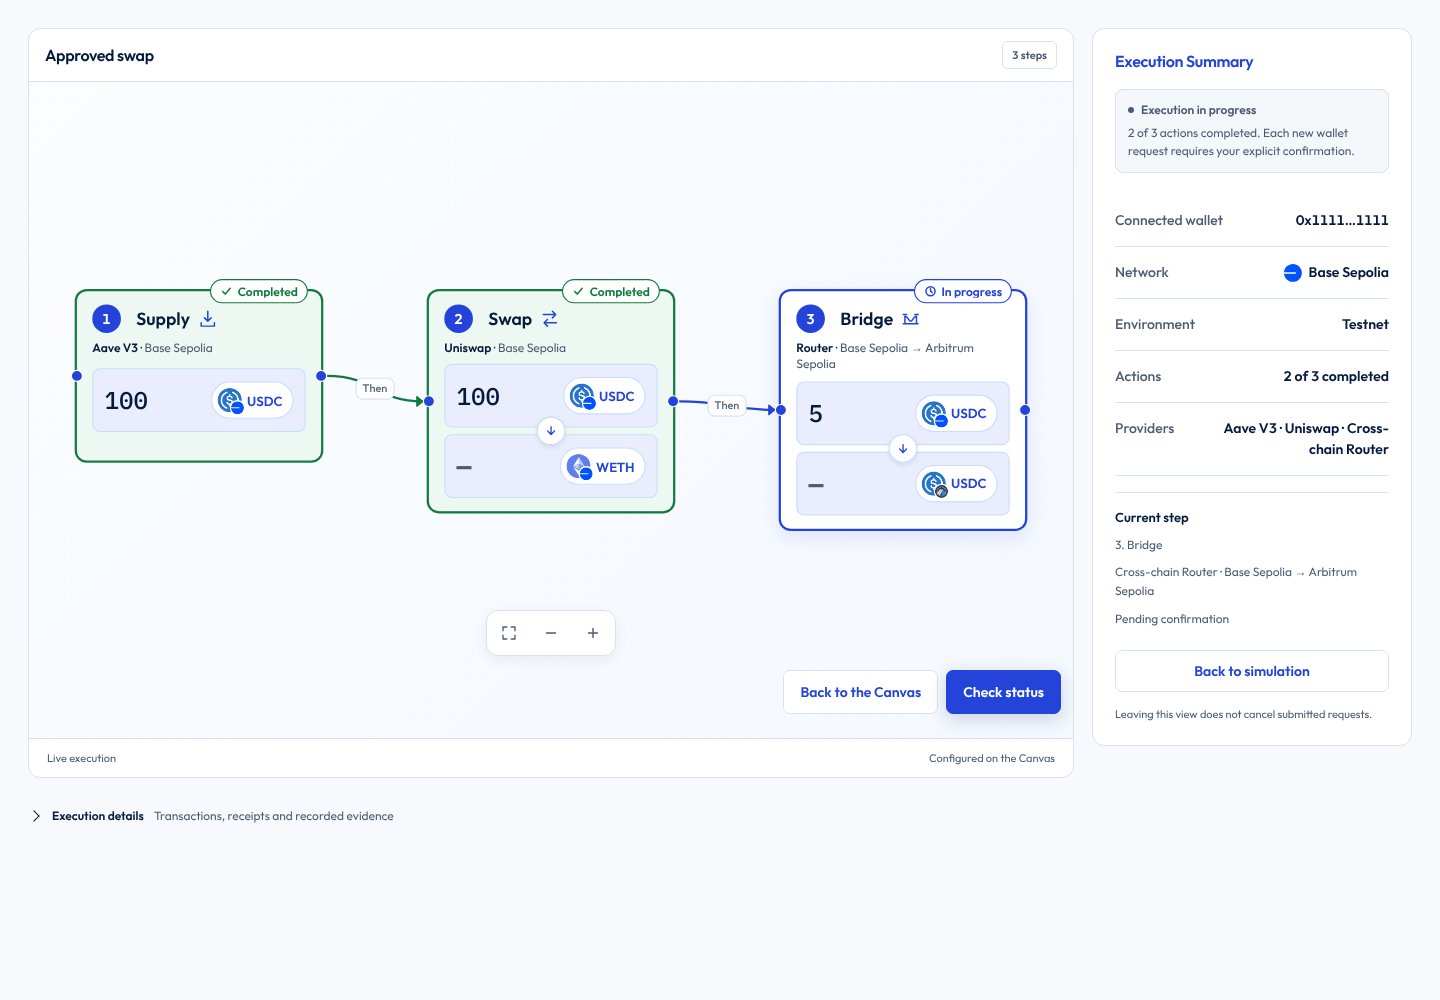 Approved swap
3 steps
Completed
1 Supply
Aave V3 · Base Sepolia
100 USDC
Then
Completed
2 Swap
Uniswap · Base Sepolia
100 USDC
– WETH
Then
In progress
3 Bridge
Router · Base Sepolia → Arbitrum
Sepolia
5 USDC
– USDC
Back to the Canvas
Check status
Live execution
Configured on the Canvas
Execution Summary
Execution in progress
2 of 3 actions completed. Each new wallet
request requires your explicit confirmation.
Connected wallet 0x1111...1111
Network Base Sepolia
Environment Testnet
Actions 2 of 3 completed
Providers Aave V3 · Uniswap · Cross-
chain Router
Current step
3. Bridge
Cross-chain Router · Base Sepolia → Arbitrum
Sepolia
Pending confirmation
Back to simulation
Leaving this view does not cancel submitted requests.
Execution details Transactions, receipts and recorded evidence